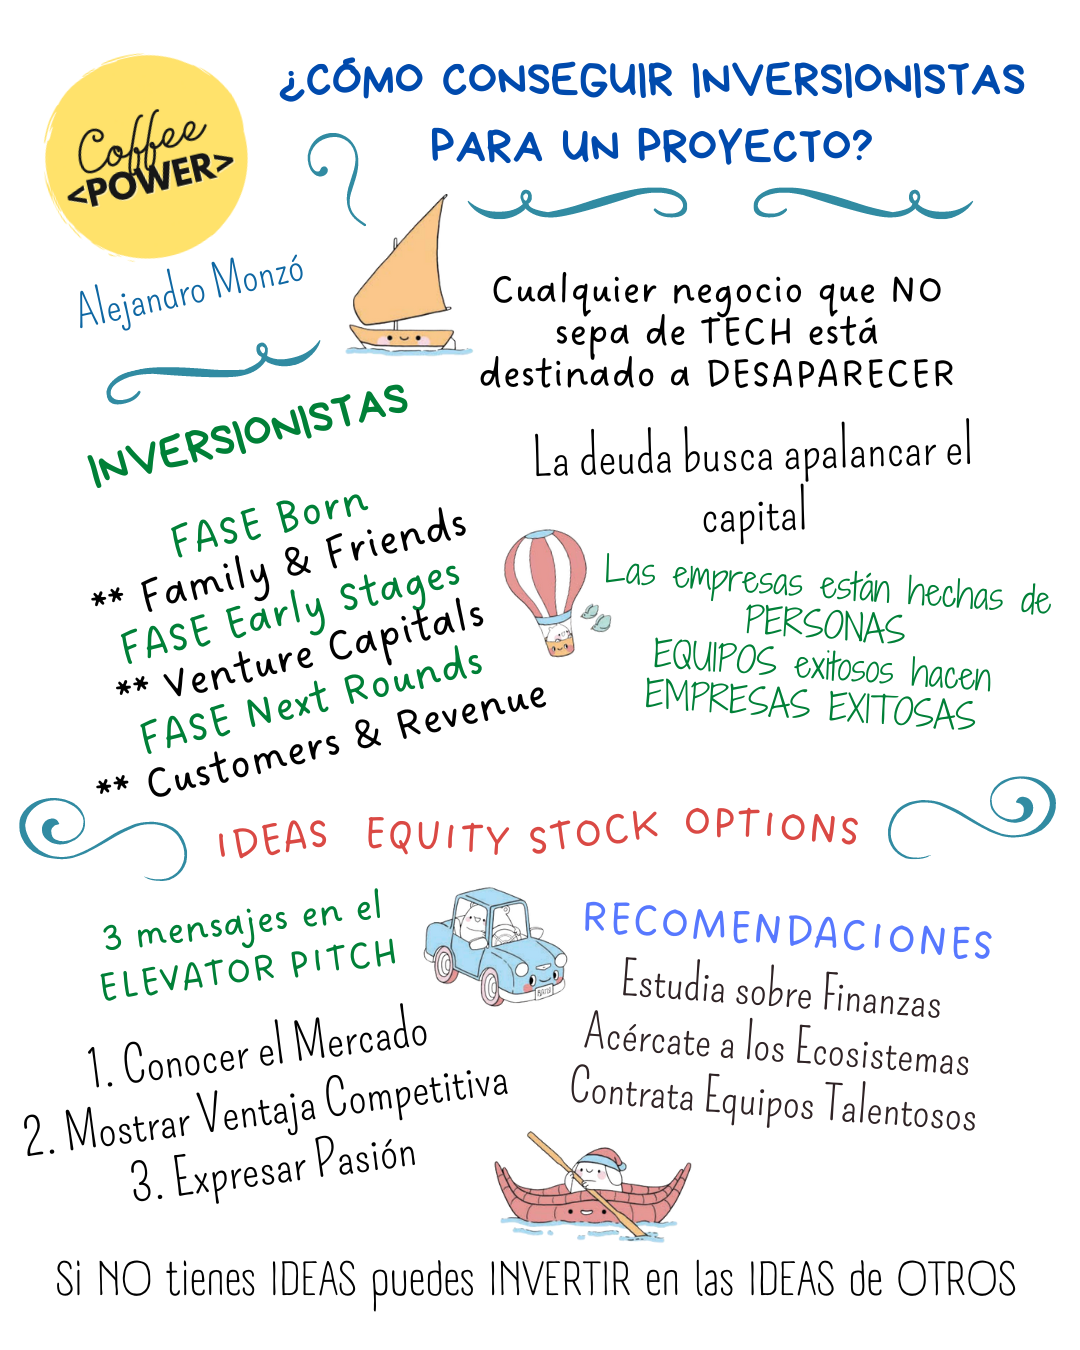 Coffee
<POWER>
¿CÓMO CONSEGUIR INVERSIONISTAS
PARA UN PROYECTO?
Alejandro Monzó
Cualquier negocio que NO
sepa de TECH está
destinado a DESAPARECER
INVERSIONISTAS
FASE Born
** Family & Friends
FASE Early Stages
** Venture Capitals
FASE Next Rounds
** Customers & Revenue
La deuda busca apalancar el
capital
Las empresas están hechas de
PERSONAS
EQUIPOS exitosos hacen
EMPRESAS EXITOSAS
IDEAS EQUITY STOCK OPTIONS
3 mensajes en el
ELEVATOR PITCH
1. Conocer el Mercado
2. Mostrar Ventaja Competitiva
3. Expresar Pasión
RECOMENDACIONES
Estudia sobre Finanzas
Acércate a los Ecosistemas
Contrata Equipos Talentosos
Si NO tienes IDEAS puedes INVERTIR en las IDEAS de OTROS